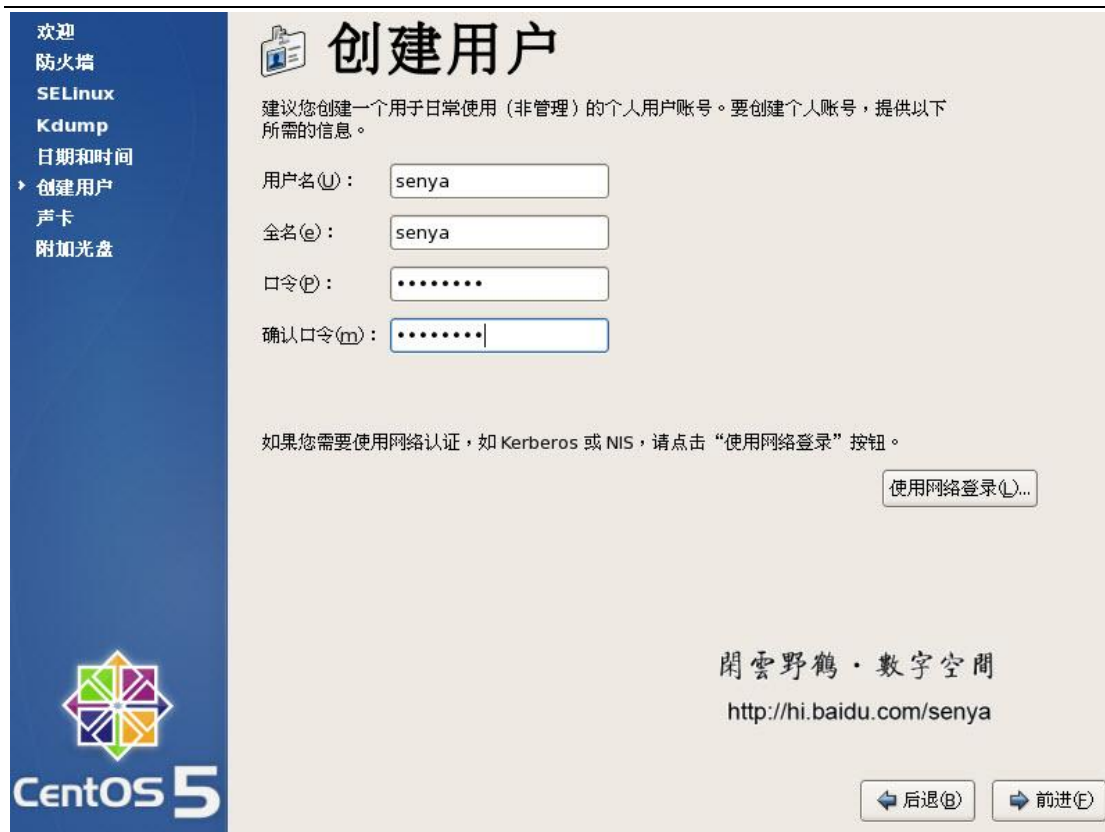 欢迎
防火墙
SELinux
Kdump
日期和时间
创建用户
声卡
附加光盘
创建用户
建议您创建一个用于日常使用（非管理）的个人用户账号。要创建个人账号，提供以下
所需的信息。
用户名(U)： senya
全名(e)： senya
口令(P)： ••••••••
确认口令(m)： ••••••••
如果您需要使用网络认证，如 Kerberos 或 NIS，请点击“使用网络登录”按钮。
使用网络登录(L)...
閑雲野鶴·數字空間
http://hi.baidu.com/senya
CentOS 5
后退(B) 前进(F)